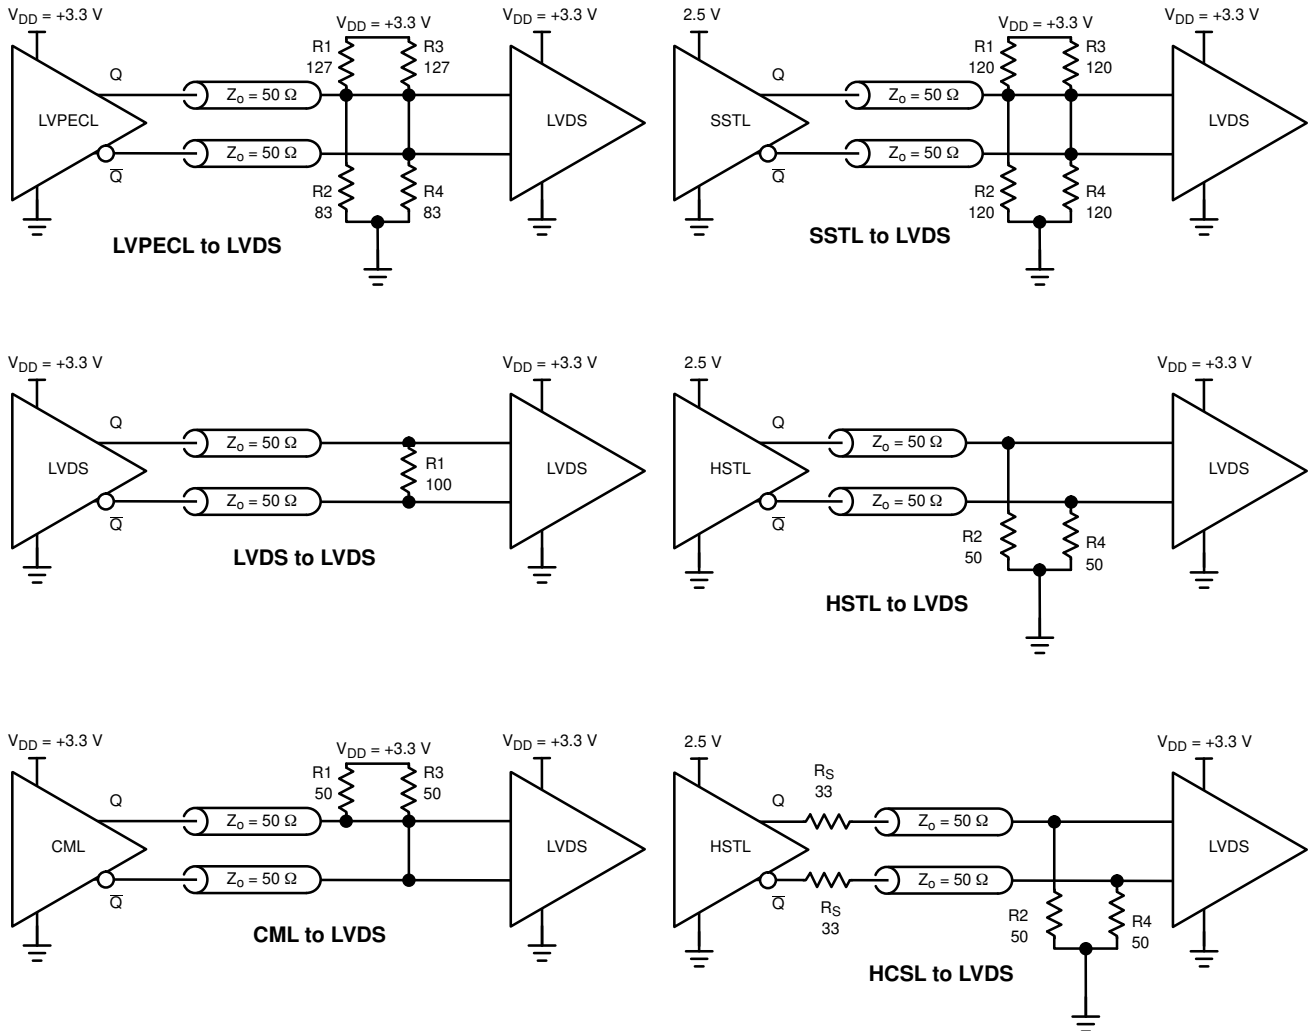 V_DD = +3.3 V
V_DD = +3.3 V
V_DD = +3.3 V
R1
127
R3
127
Q
Z_o = 50 Ω
LVPECL
LVDS
Z_o = 50 Ω
Q̅
R2
83
R4
83
LVPECL to LVDS
2.5 V
V_DD = +3.3 V
V_DD = +3.3 V
R1
120
R3
120
Q
Z_o = 50 Ω
SSTL
LVDS
Z_o = 50 Ω
Q̅
R2
120
R4
120
SSTL to LVDS
V_DD = +3.3 V
V_DD = +3.3 V
Q
Z_o = 50 Ω
LVDS
R1
100
LVDS
Z_o = 50 Ω
Q̅
LVDS to LVDS
2.5 V
V_DD = +3.3 V
Q
Z_o = 50 Ω
HSTL
LVDS
Z_o = 50 Ω
Q̅
R2
50
R4
50
HSTL to LVDS
V_DD = +3.3 V
V_DD = +3.3 V
V_DD = +3.3 V
R1
50
R3
50
Q
Z_o = 50 Ω
CML
LVDS
Z_o = 50 Ω
Q̅
CML to LVDS
2.5 V
V_DD = +3.3 V
R_S
33
Q
Z_o = 50 Ω
HSTL
LVDS
Z_o = 50 Ω
Q̅
R_S
33
R2
50
R4
50
HCSL to LVDS